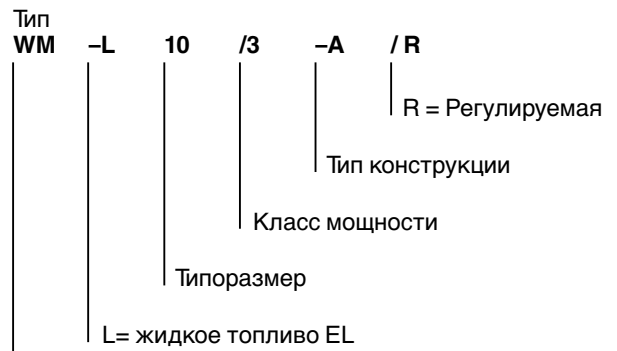 Тип
WM –L 10 /3 –A / R
R = Регулируемая
Тип конструкции
Класс мощности
Типоразмер
L= жидкое топливо EL